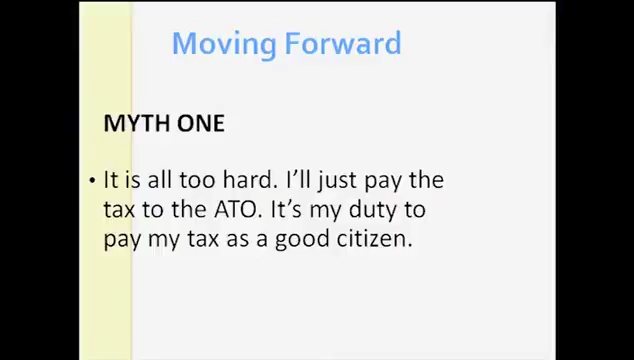 Moving Forward
MYTH ONE
• It is all too hard. I’ll just pay the
tax to the ATO. It’s my duty to
pay my tax as a good citizen.